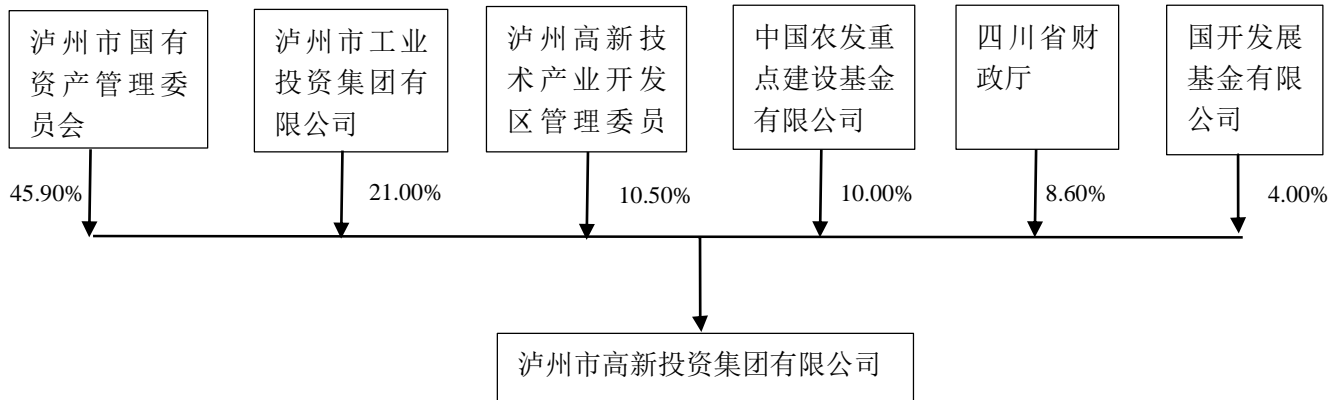 泸州市国有
资产管理委
员会
泸州市工业
投资集团有
限公司
泸州高新技
术产业开发
区管理委员
中国农发重
点建设基金
有限公司
四川省财
政厅
国开发展
基金有限
公司
45.90%
21.00%
10.50%
10.00%
8.60%
4.00%
泸州市高新投资集团有限公司